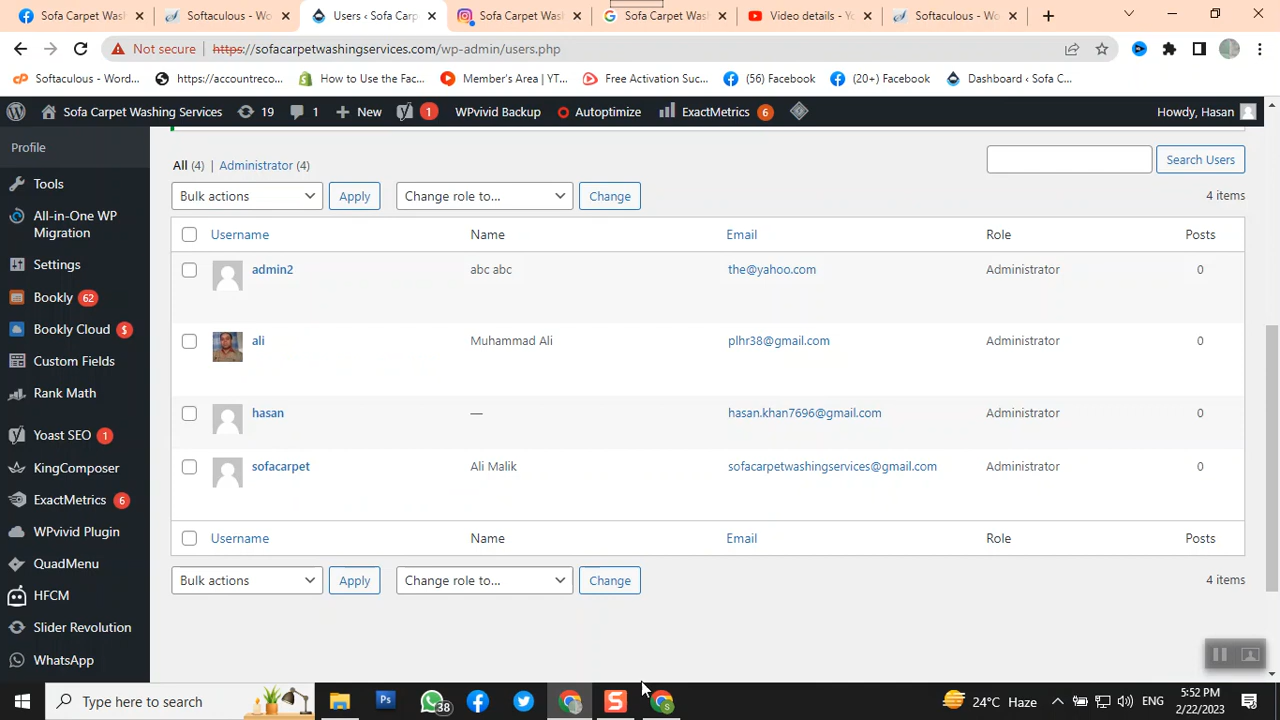 Sofa Carpet Wash
Softaculous - Wo
Users ‹ Sofa Carp
Sofa Carpet Was
Sofa Carpet Was
Video details - Yo
Softaculous - Wo
Not secure
https://sofacarpetwashingservices.com/wp-admin/users.php
Softaculous - Word...
https://accountreco...
How to Use the Fac...
Member's Area | YT...
Free Activation Suc...
(56) Facebook
(20+) Facebook
Dashboard ‹ Sofa C...
Sofa Carpet Washing Services
19
1
New
1
WPvivid Backup
Autoptimize
ExactMetrics
6
Howdy, Hasan
Profile
Tools
All-in-One WP
Migration
Settings
Bookly
62
Bookly Cloud
$
Custom Fields
Rank Math
Yoast SEO
1
KingComposer
ExactMetrics
6
WPvivid Plugin
QuadMenu
HFCM
Slider Revolution
WhatsApp
All (4) | Administrator (4)
Search Users
Bulk actions
Apply
Change role to...
Change
4 items
Username Name Email Role Posts
admin2 abc abc the@yahoo.com Administrator 0
ali Muhammad Ali plhr38@gmail.com Administrator 0
hasan — hasan.khan7696@gmail.com Administrator 0
sofacarpet Ali Malik sofacarpetwashingservices@gmail.com Administrator 0
Username Name Email Role Posts
Bulk actions
Apply
Change role to...
Change
4 items
Type here to search
Ps
38
24°C Haze
ENG
5:52 PM
2/22/2023